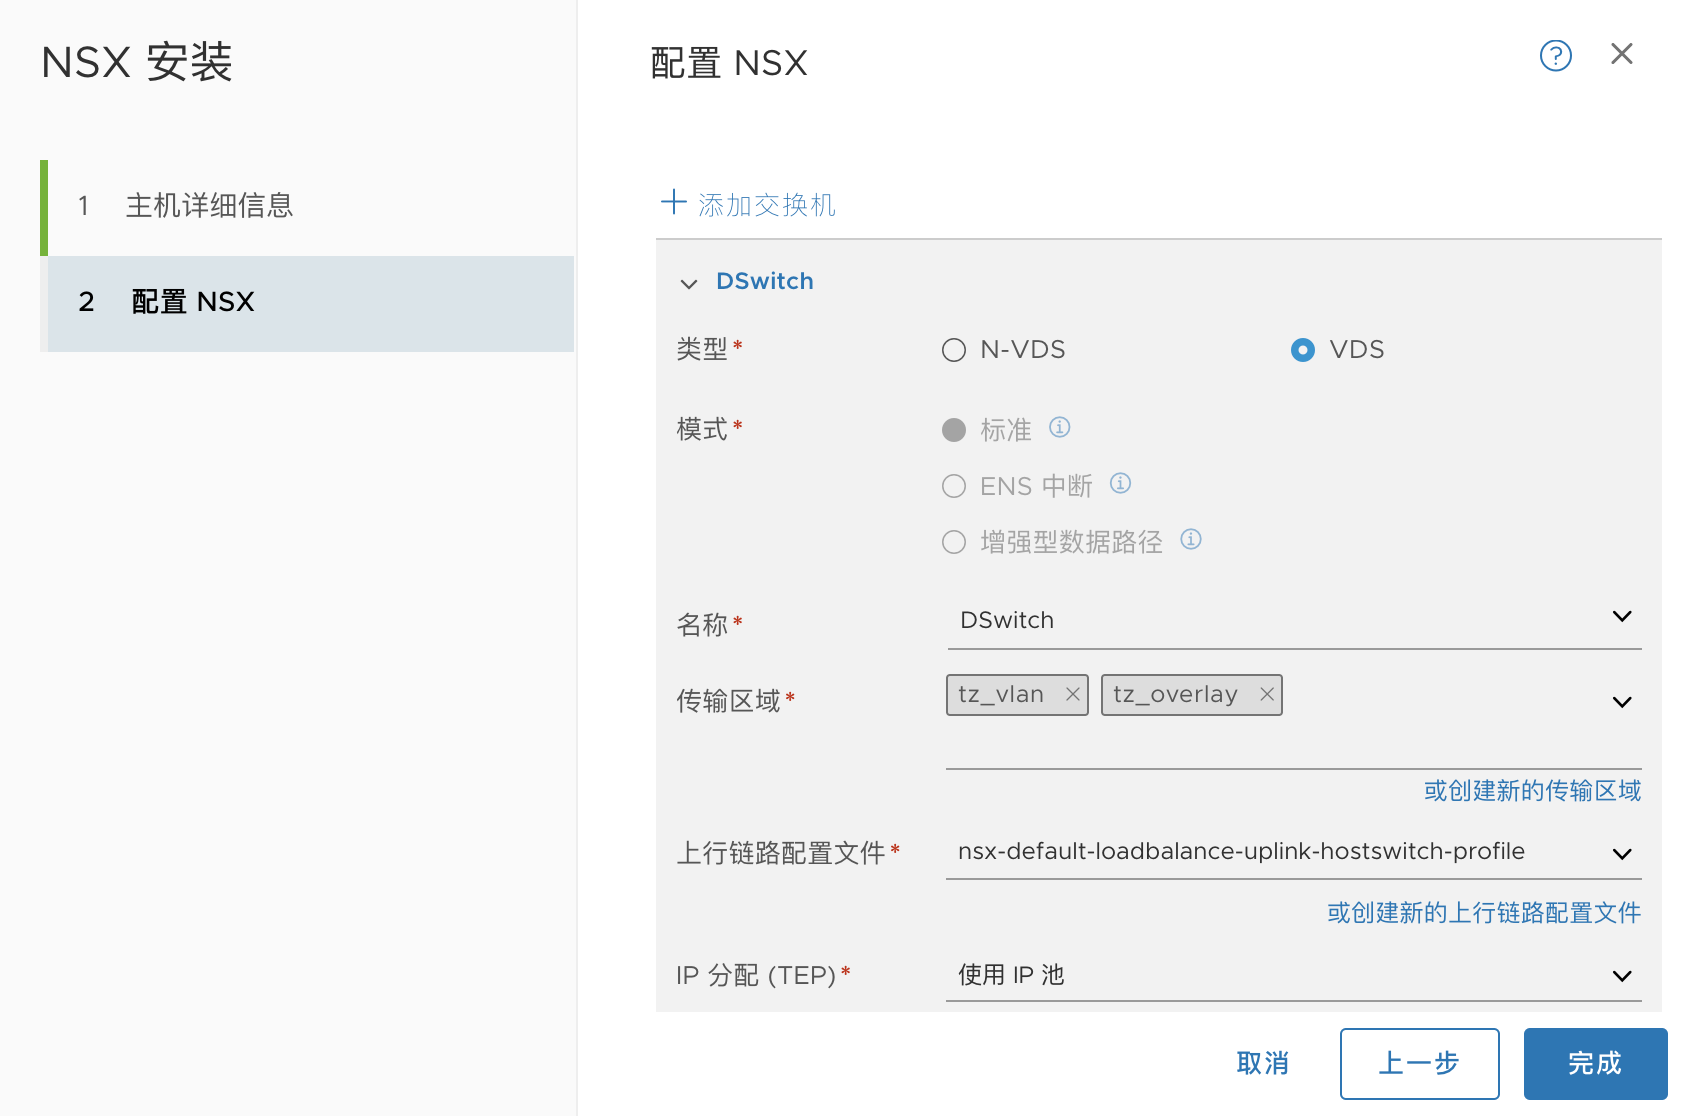 NSX 安装
1 主机详细信息
2 配置 NSX
配置 NSX
添加交换机
DSwitch
类型* N-VDS VDS
模式* 标准
ENS 中断
增强型数据路径
名称* DSwitch
传输区域* tz_vlan tz_overlay
或创建新的传输区域
上行链路配置文件* nsx-default-loadbalance-uplink-hostswitch-profile
或创建新的上行链路配置文件
IP 分配 (TEP)* 使用 IP 池
取消 上一步 完成